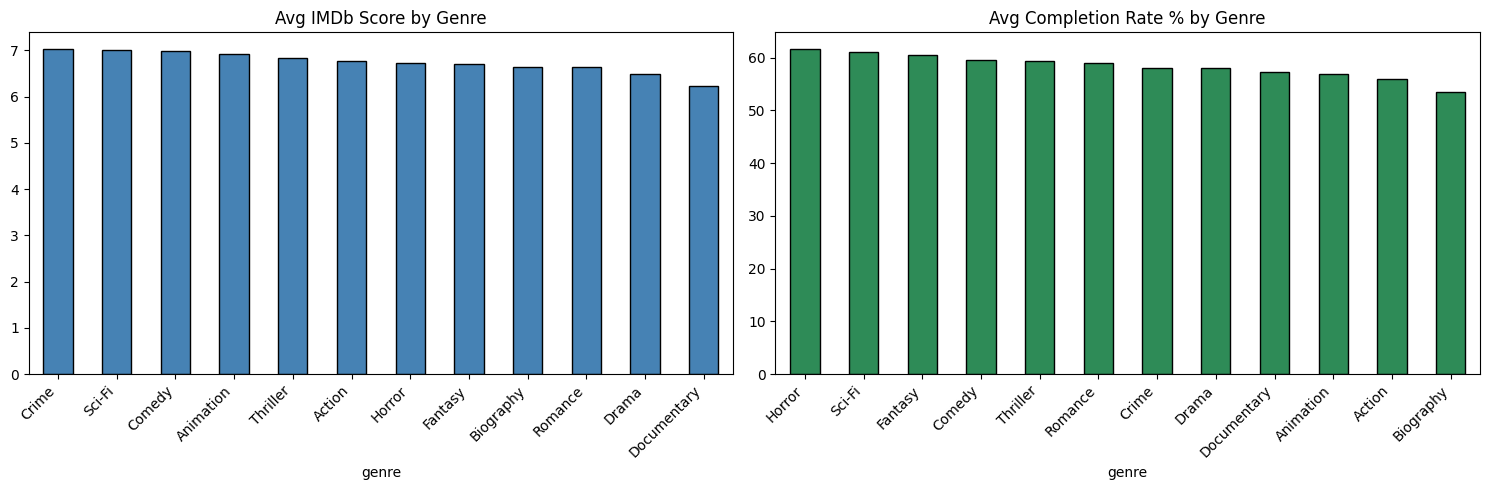 Avg IMDb Score by Genre
7
6
5
4
3
2
1
0
Crime
Sci-Fi
Comedy
Animation
Thriller
Action
Horror
Fantasy
Biography
Romance
Drama
Documentary
genre
Avg Completion Rate % by Genre
60
50
40
30
20
10
0
Horror
Sci-Fi
Fantasy
Comedy
Thriller
Romance
Crime
Drama
Documentary
Animation
Action
Biography
genre